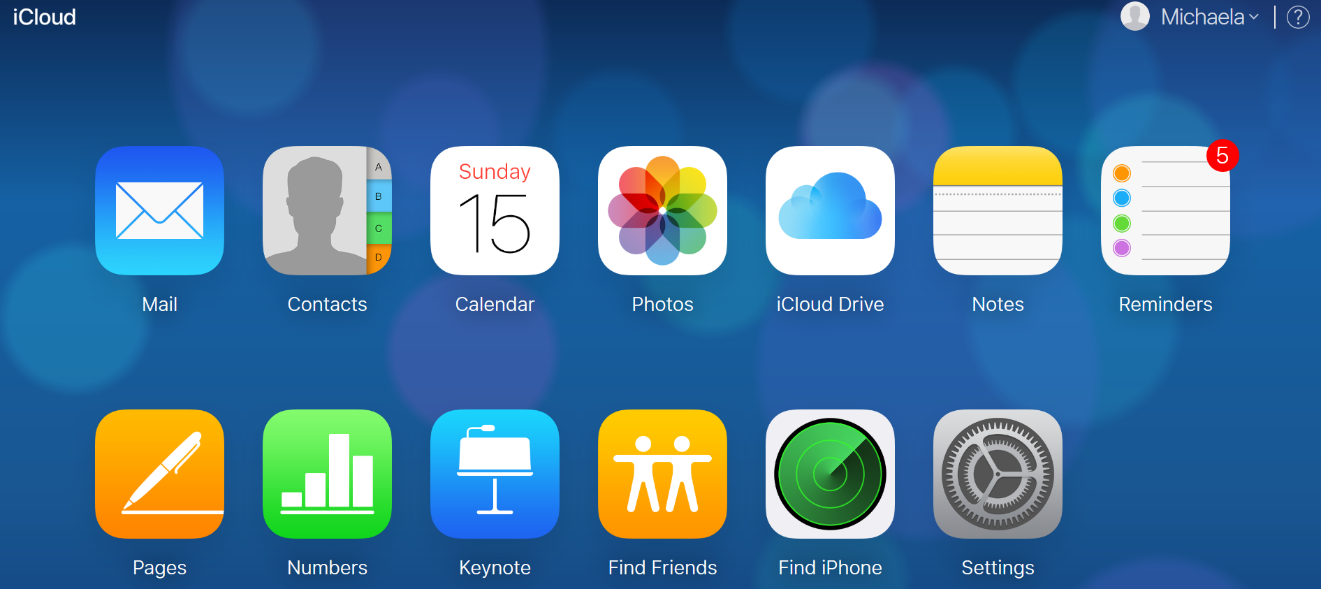 iCloud
Michaela
?
5
A
B
C
D
Sunday
15
Mail
Contacts
Calendar
Photos
iCloud Drive
Notes
Reminders
Pages
Numbers
Keynote
Find Friends
Find iPhone
Settings